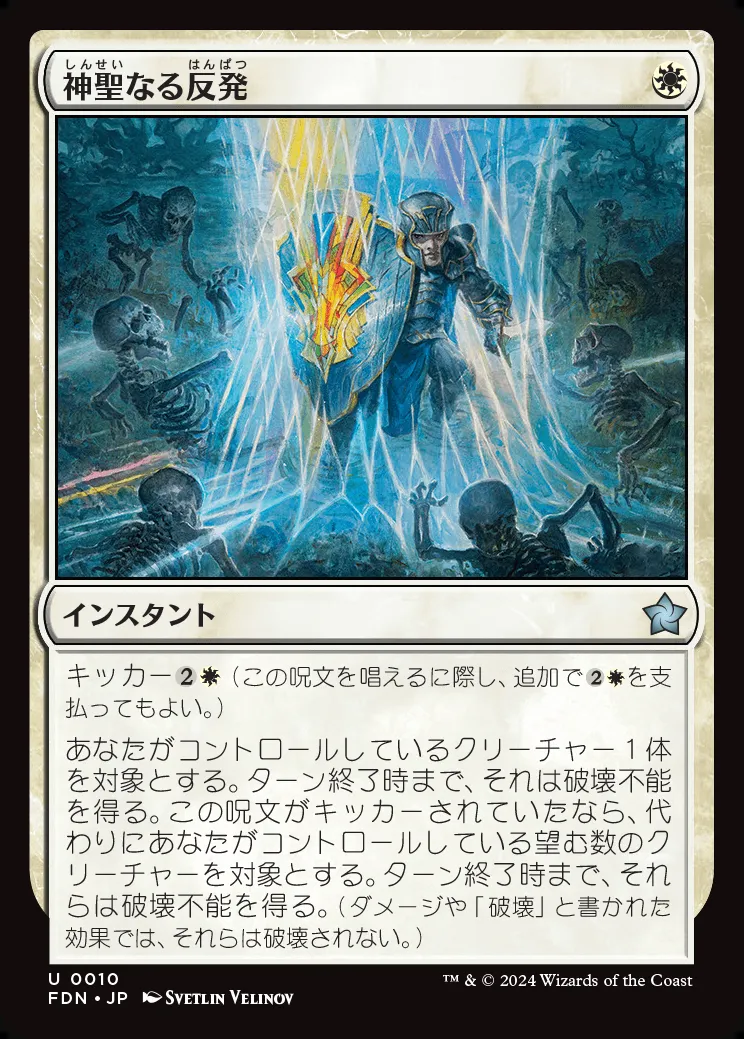 しんせい はんぱつ
神聖なる反発
インスタント
キッカー2（この呪文を唱えるに際し、追加で2を支
払ってもよい。）
あなたがコントロールしているクリーチャー１体
を対象とする。ターン終了時まで、それは破壊不能
を得る。この呪文がキッカーされていたなら、代
わりにあなたがコントロールしている望む数のク
リーチャーを対象とする。ターン終了時まで、それ
らは破壊不能を得る。（ダメージや「破壊」と書かれた
効果では、それらは破壊されない。）
U 0010
FDN • JP Svetlin Velinov
™ & © 2024 Wizards of the Coast